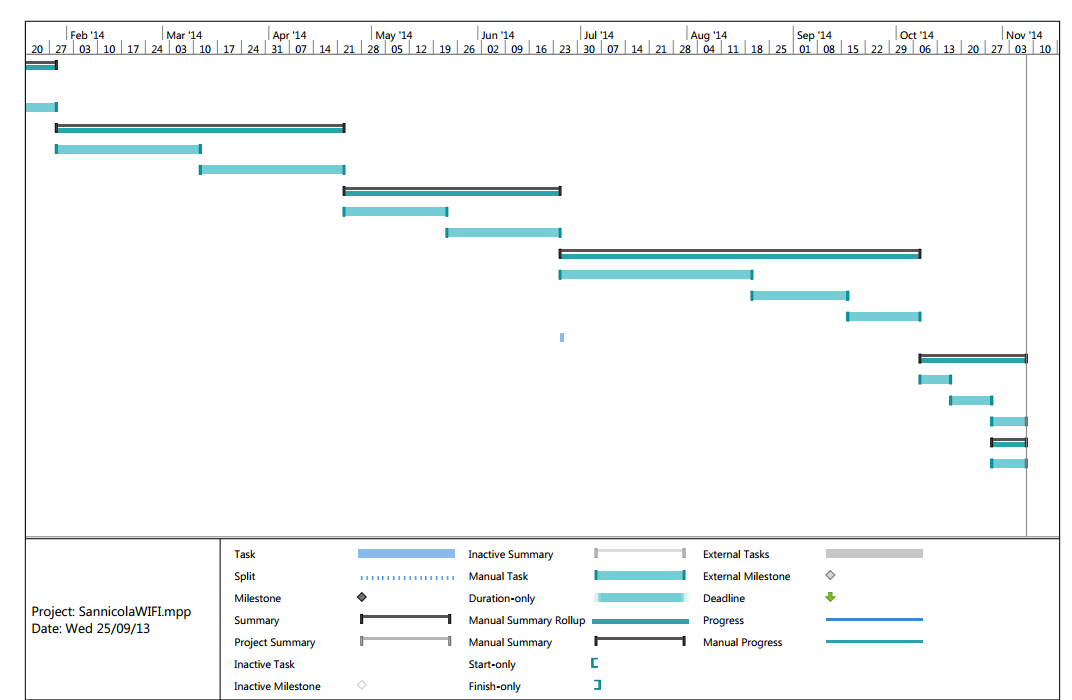 Feb '14 Mar '14 Apr '14 May '14 Jun '14 Jul '14 Aug '14 Sep '14 Oct '14 Nov '14
20 27 03 10 17 24 03 10 17 24 31 07 14 21 28 05 12 19 26 02 09 16 23 30 07 14 21 28 04 11 18 25 01 08 15 22 29 06 13 20 27 03 10
Project: SannicolaWIFI.mpp
Date: Wed 25/09/13
Task
Split
Milestone
Summary
Project Summary
Inactive Task
Inactive Milestone
Inactive Summary
Manual Task
Duration-only
Manual Summary Rollup
Manual Summary
Start-only
Finish-only
External Tasks
External Milestone
Deadline
Progress
Manual Progress